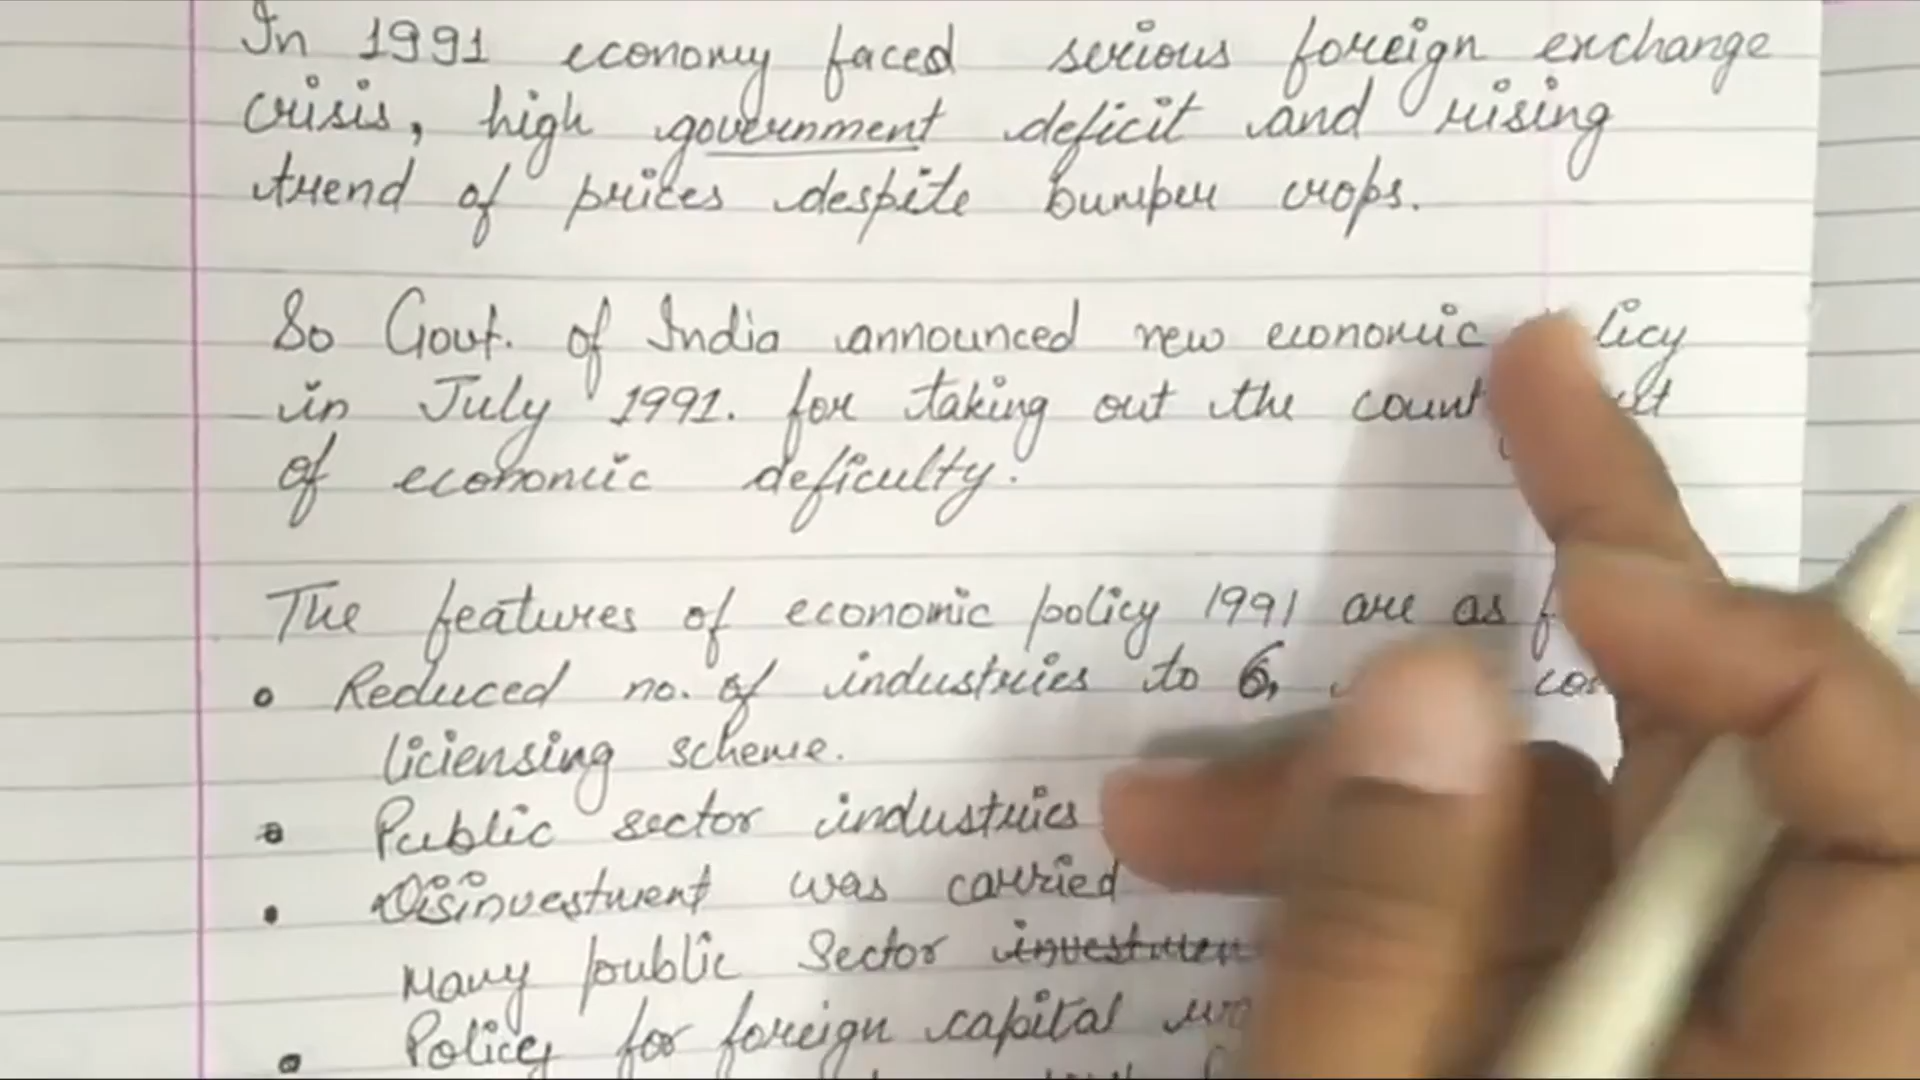 In 1991 economy faced serious foreign exchange
crisis, high government deficit and rising
trend of prices despite bumper crops.
So Govt. of India announced new economic licy
in July 1991. for taking out the count
of economic deficulty.
The features of economic policy 1991 are as f
• Reduced no. of industries to 6,
liciensing scheme.
• Public sector industries
• Disinvestment was carried
Many public Sector
• Policy for foreign capital